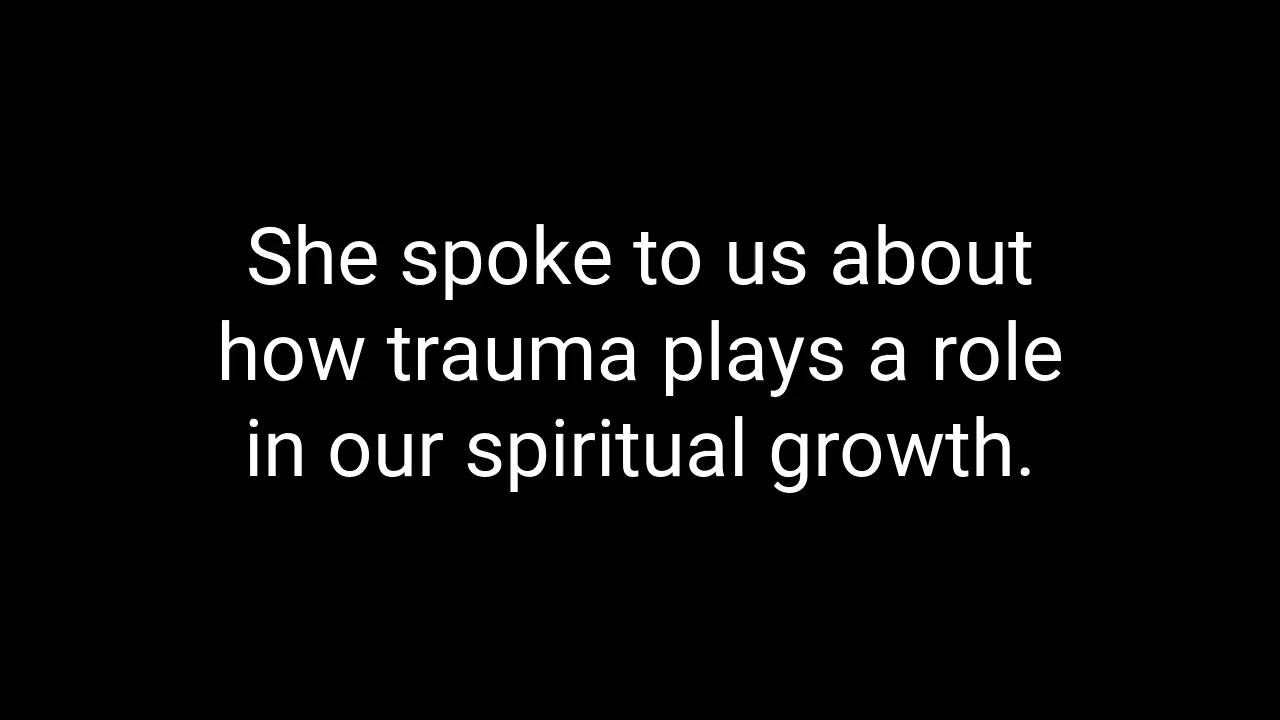 She spoke to us about
how trauma plays a role
in our spiritual growth.